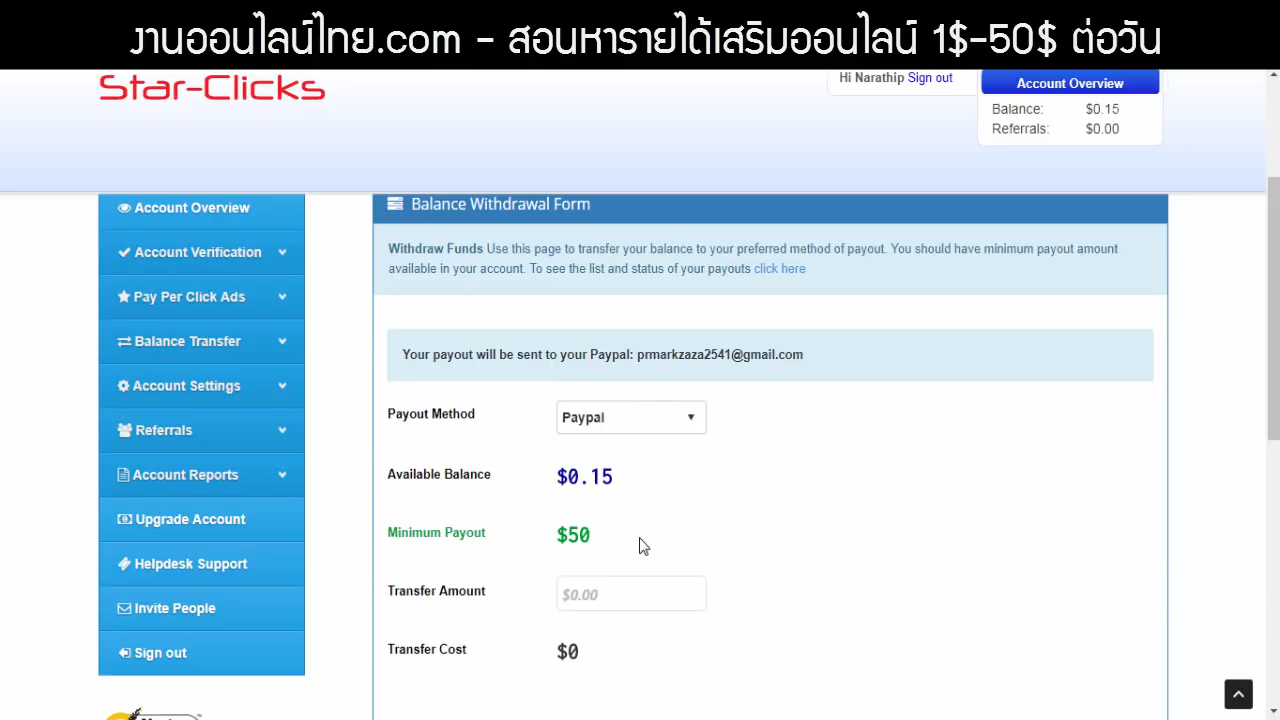 งานออนไลน์ไทย.com - สอนหารายได้เสริมออนไลน์ 1$-50$ ต่อวัน
Star-Clicks
Hi Narathip Sign out
Account Overview
Balance: $0.15
Referrals: $0.00
Account Overview
Account Verification
Pay Per Click Ads
Balance Transfer
Account Settings
Referrals
Account Reports
Upgrade Account
Helpdesk Support
Invite People
Sign out
Balance Withdrawal Form
Withdraw Funds Use this page to transfer your balance to your preferred method of payout. You should have minimum payout amount
available in your account. To see the list and status of your payouts click here
Your payout will be sent to your Paypal: prmarkzaza2541@gmail.com
Payout Method Paypal
Available Balance $0.15
Minimum Payout $50
Transfer Amount $0.00
Transfer Cost $0